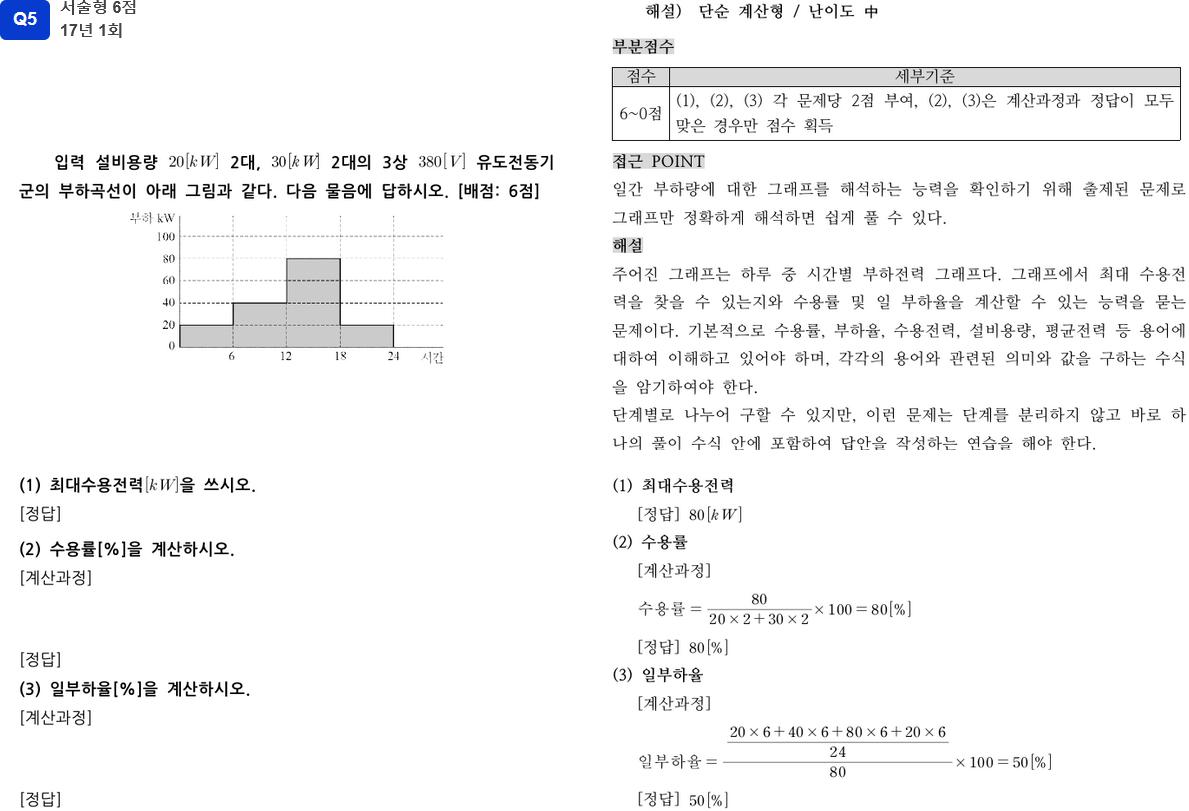 Q5
서술형 6점
17년 1회
입력 설비용량 20[kW] 2대, 30[kW] 2대의 3상 380[V] 유도전동기
군의 부하곡선이 아래 그림과 같다. 다음 물음에 답하시오. [배점: 6점]
부하 kW
100
80
60
40
20
0
6 12 18 24 시간
(1) 최대수용전력[kW]을 쓰시오.
[정답]
(2) 수용률[%]을 계산하시오.
[계산과정]
[정답]
(3) 일부하율[%]을 계산하시오.
[계산과정]
[정답]
해설) 단순 계산형 / 난이도 中
부분점수
점수 세부기준
6~0점 (1), (2), (3) 각 문제당 2점 부여, (2), (3)은 계산과정과 정답이 모두
맞은 경우만 점수 획득
접근 POINT
일간 부하량에 대한 그래프를 해석하는 능력을 확인하기 위해 출제된 문제로
그래프만 정확하게 해석하면 쉽게 풀 수 있다.
해설
주어진 그래프는 하루 중 시간별 부하전력 그래프다. 그래프에서 최대 수용전
력을 찾을 수 있는지와 수용률 및 일 부하율을 계산할 수 있는 능력을 묻는
문제이다. 기본적으로 수용률, 부하율, 수용전력, 설비용량, 평균전력 등 용어에
대하여 이해하고 있어야 하며, 각각의 용어와 관련된 의미와 값을 구하는 수식
을 암기하여야 한다.
단계별로 나누어 구할 수 있지만, 이런 문제는 단계를 분리하지 않고 바로 하
나의 풀이 수식 안에 포함하여 답안을 작성하는 연습을 해야 한다.
(1) 최대수용전력
[정답] 80[kW]
(2) 수용률
[계산과정]
80
수용률 = × 100 = 80[%]
20 × 2 + 30 × 2
[정답] 80[%]
(3) 일부하율
[계산과정]
20 × 6 + 40 × 6 + 80 × 6 + 20 × 6
24
일부하율 = × 100 = 50[%]
80
[정답] 50[%]